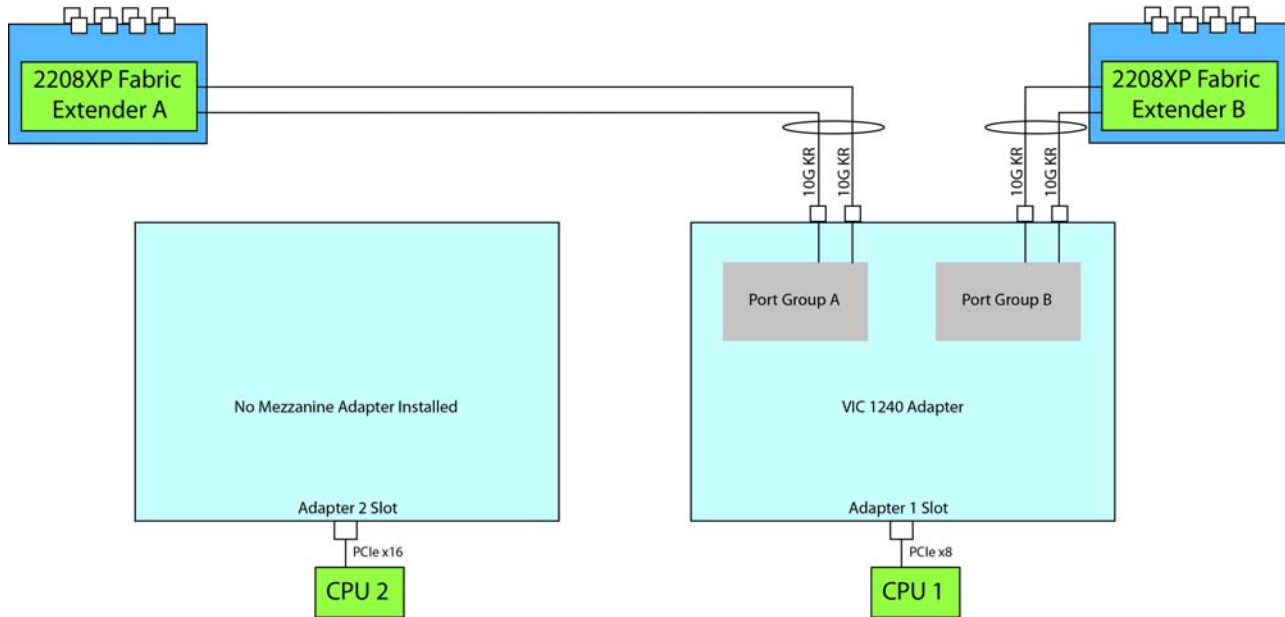 2208XP Fabric
Extender A
2208XP Fabric
Extender B
10G KR
10G KR
10G KR
10G KR
Port Group A
Port Group B
No Mezzanine Adapter Installed
VIC 1240 Adapter
Adapter 2 Slot
Adapter 1 Slot
PCIe x16
PCIe x8
CPU 2
CPU 1